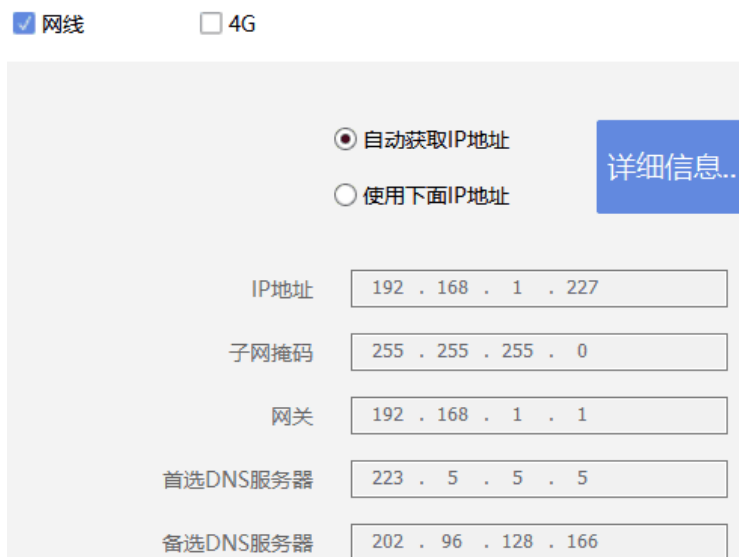 网线 4G
自动获取IP地址
详细信息..
使用下面IP地址
IP地址 192 . 168 . 1 . 227
子网掩码 255 . 255 . 255 . 0
网关 192 . 168 . 1 . 1
首选DNS服务器 223 . 5 . 5 . 5
备选DNS服务器 202 . 96 . 128 . 166